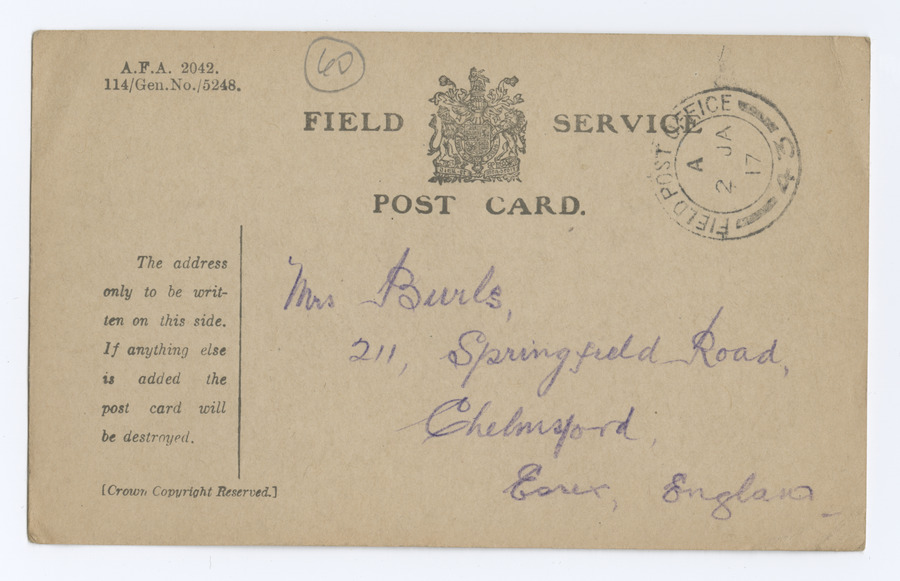 A.F.A. 2042.
114/Gen.No./5248.
60
FIELD SERVICE
POST CARD.
FIELD POST OFFICE
A
2 JA
17
42
The address
only to be writ-
ten on this side.
If anything else
is added the
post card will
be destroyed.
[Crown Copyright Reserved.]
Mrs Burls,
211, Springfield Road,
Chelmsford,
Essex, England